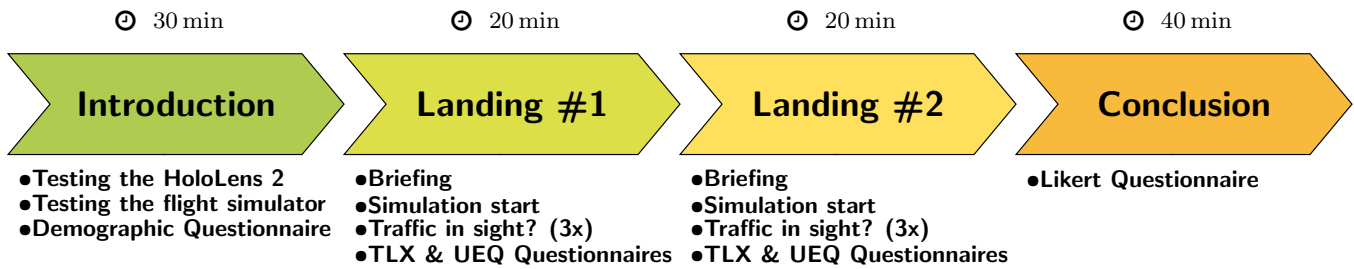 30 min
20 min
20 min
40 min
Introduction
Landing #1
Landing #2
Conclusion
●Testing the HoloLens 2
●Testing the flight simulator
●Demographic Questionnaire
●Briefing
●Simulation start
●Traffic in sight? (3x)
●TLX & UEQ Questionnaires
●Briefing
●Simulation start
●Traffic in sight? (3x)
●TLX & UEQ Questionnaires
●Likert Questionnaire